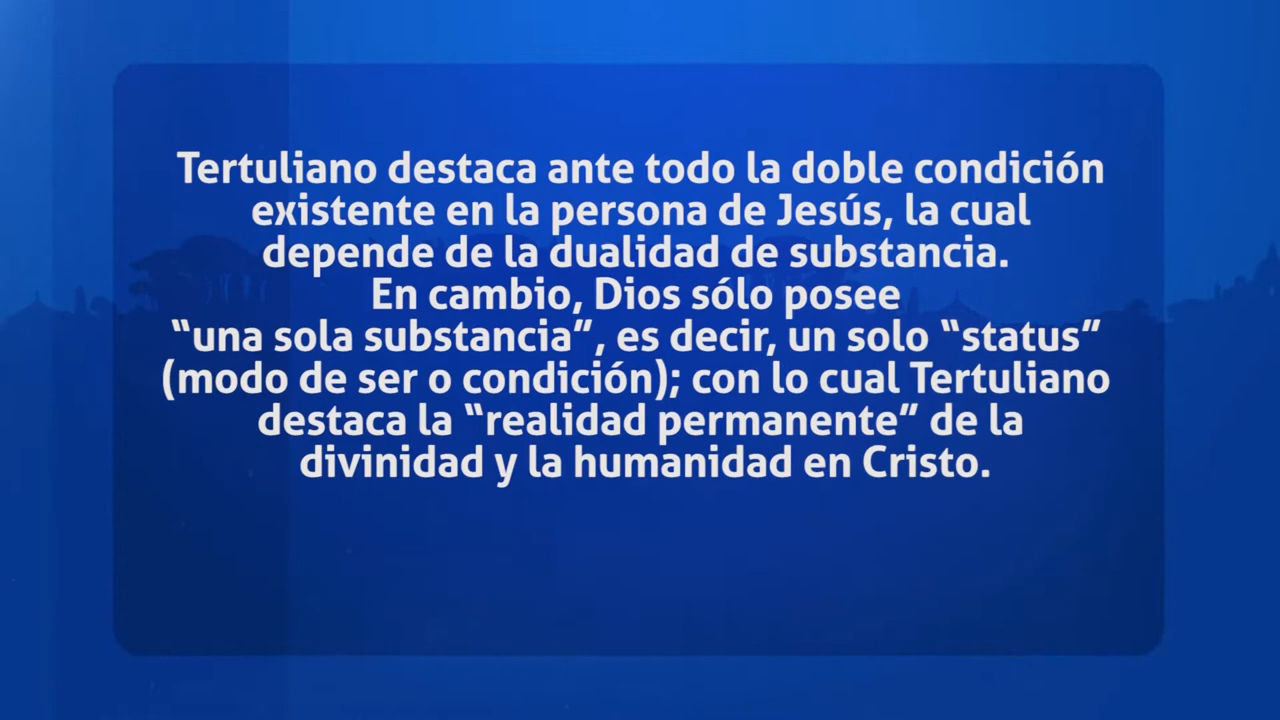 Tertuliano destaca ante todo la doble condición
existente en la persona de Jesús, la cual
depende de la dualidad de substancia.
En cambio, Dios sólo posee
“una sola substancia”, es decir, un solo “status”
(modo de ser o condición); con lo cual Tertuliano
destaca la “realidad permanente” de la
divinidad y la humanidad en Cristo.